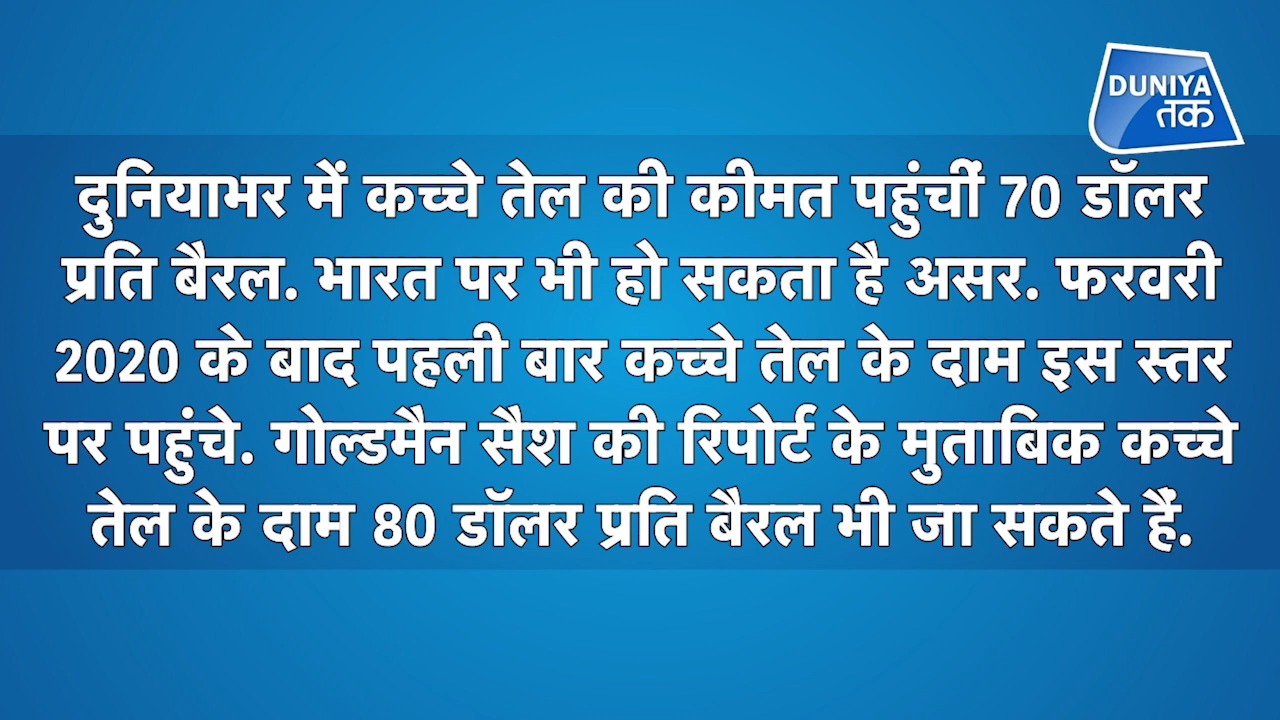 DUNIYA
तक
दुनियाभर में कच्चे तेल की कीमत पहुंचीं 70 डॉलर
प्रति बैरल. भारत पर भी हो सकता है असर. फरवरी
2020 के बाद पहली बार कच्चे तेल के दाम इस स्तर
पर पहुंचे. गोल्डमैन सैश की रिपोर्ट के मुताबिक कच्चे
तेल के दाम 80 डॉलर प्रति बैरल भी जा सकते हैं.